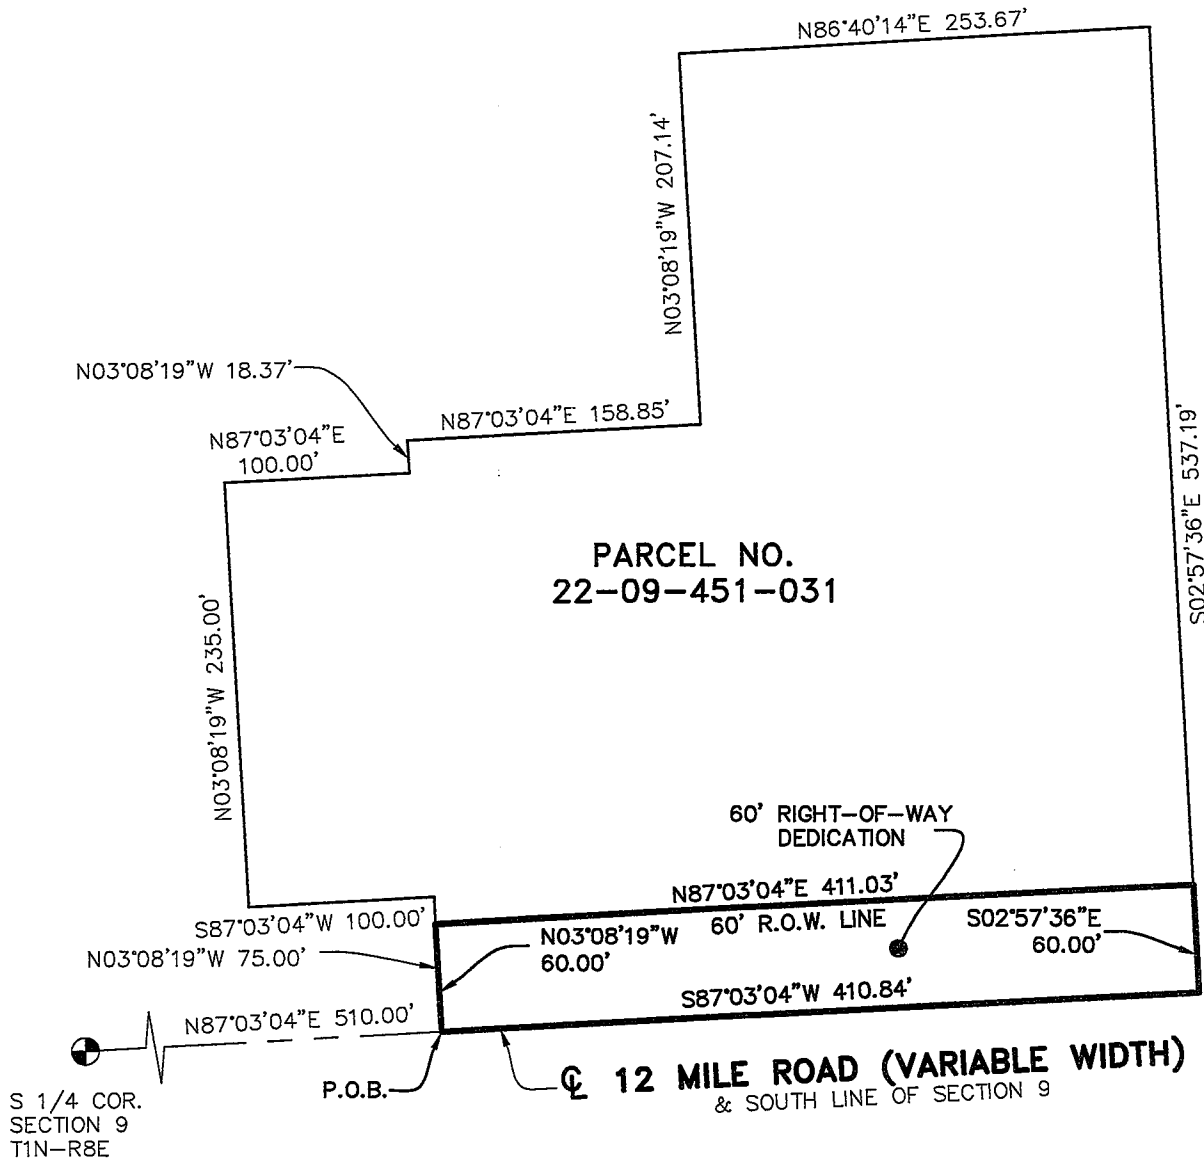 N86°40'14"E 253.67'
N03°08'19"W 207.14'
N03°08'19"W 18.37'
N87°03'04"E 158.85'
N87°03'04"E
100.00'
S02°57'36"E 537.19'
PARCEL NO.
22-09-451-031
N03°08'19"W 235.00'
60' RIGHT-OF-WAY
DEDICATION
N87°03'04"E 411.03'
S87°03'04"W 100.00'
60' R.O.W. LINE
S02°57'36"E
60.00'
N03°08'19"W
60.00'
N03°08'19"W 75.00'
S87°03'04"W 410.84'
N87°03'04"E 510.00'
P.O.B.
℄ 12 MILE ROAD (VARIABLE WIDTH)
& SOUTH LINE OF SECTION 9
S 1/4 COR.
SECTION 9
T1N-R8E